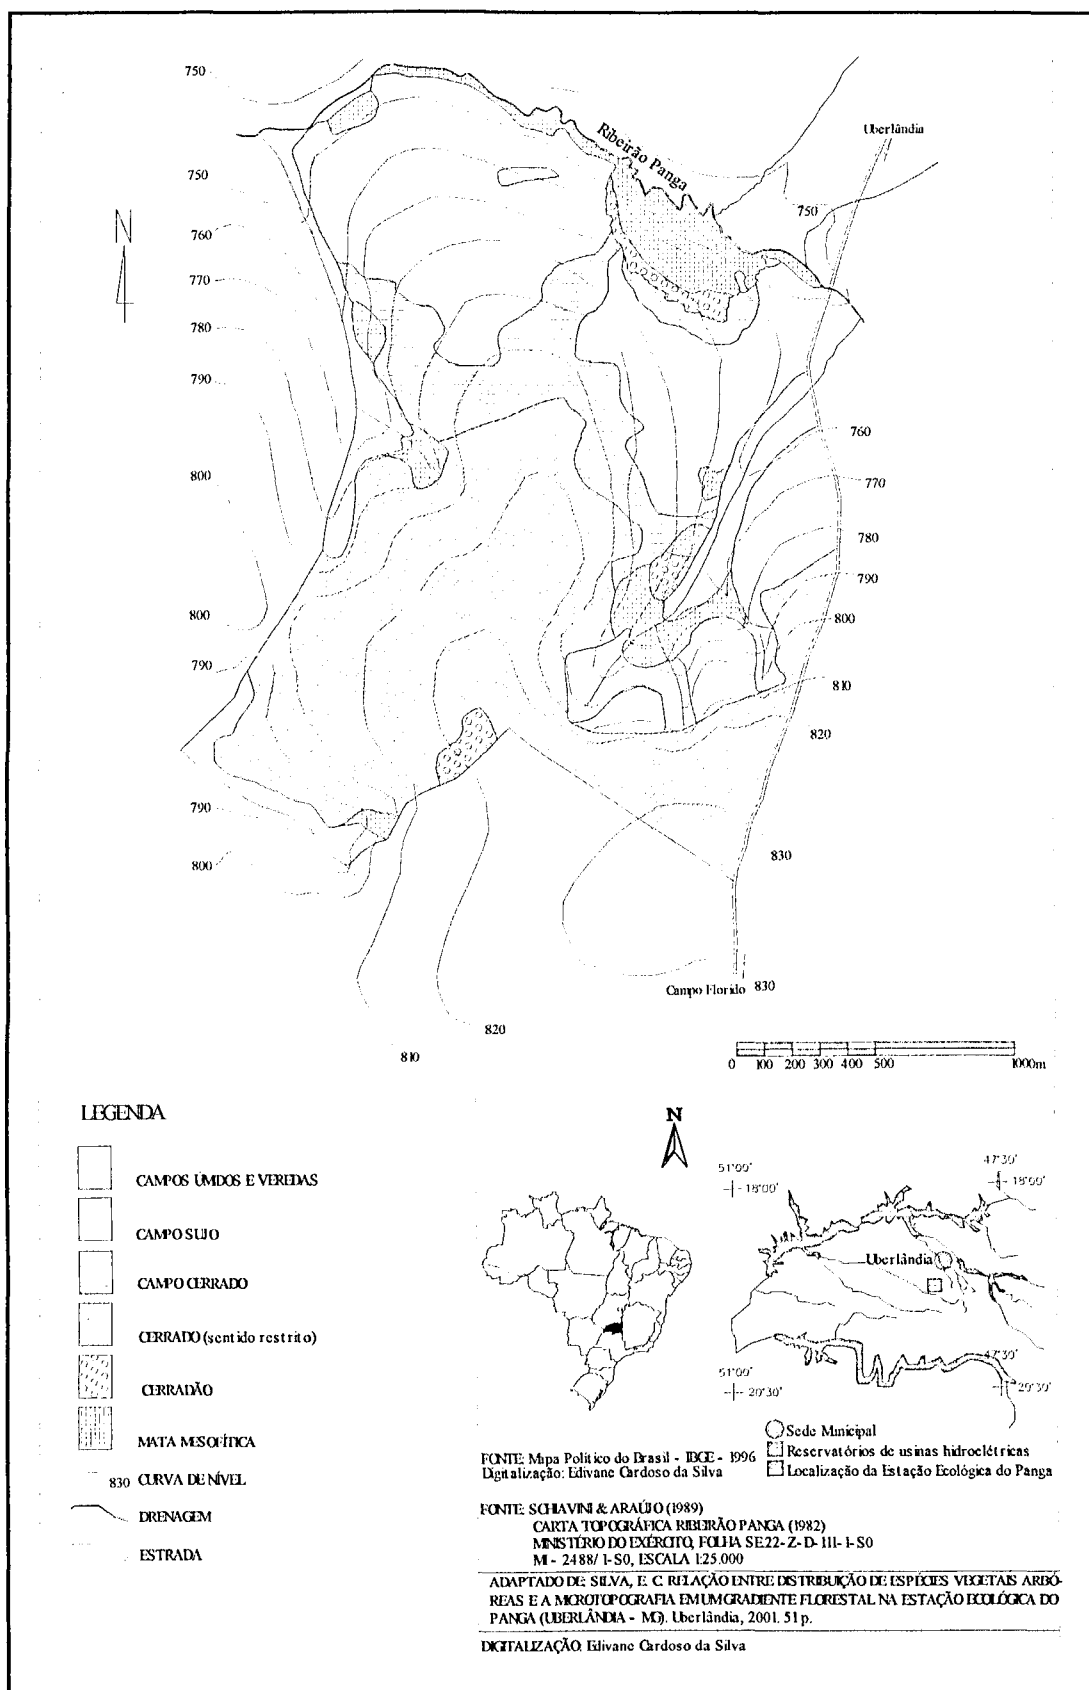 750
Ribeirão Panga
Uberlândia
750
750
N
760
770
780
790
760
800
770
780
790
800
800
790
810
820
790
830
800
Campo Florido 830
820
810
0 100 200 300 400 500 1000m
LEGENDA
CAMPOS ÚMIDOS E VEREDAS
CAMPO SUJO
CAMPO CERRADO
CERRADO (sentido restrito)
CERRADÃO
MATA MESOFÍTICA
830 CURVA DE NÍVEL
DRENAGEM
ESTRADA
N
51°00'
18°00'
47°30'
18°00'
Uberlândia
47°30'
51°00'
20°30'
20°30'
Sede Municipal
Reservatórios de usinas hidroelétricas
Localização da Estação Ecológica do Panga
FONTE: Mapa Político do Brasil - IBGE - 1996
Digitalização: Edivane Cardoso da Silva
FONTE: SCHIAVINI & ARAÚJO (1989)
CARTA TOPOGRÁFICA RIBEIRÃO PANGA (1982)
MINISTÉRIO DO EXÉRCITO, FOLHA SE22-Z-D-III-1-SO
MI - 2488/1-SO, ESCALA 1:25.000
ADAPTADO DE: SILVA, E. C. RELAÇÃO ENTRE DISTRIBUIÇÃO DE ESPÉCIES VEGETAIS ARBÓ-
REAS E A MICROTOPOGRAFIA EM UM GRADIENTE FLORESTAL NA ESTAÇÃO ECOLÓGICA DO
PANGA (UBERLÂNDIA - MG). Uberlândia, 2001. 51 p.
DIGITALIZAÇÃO: Edivane Cardoso da Silva